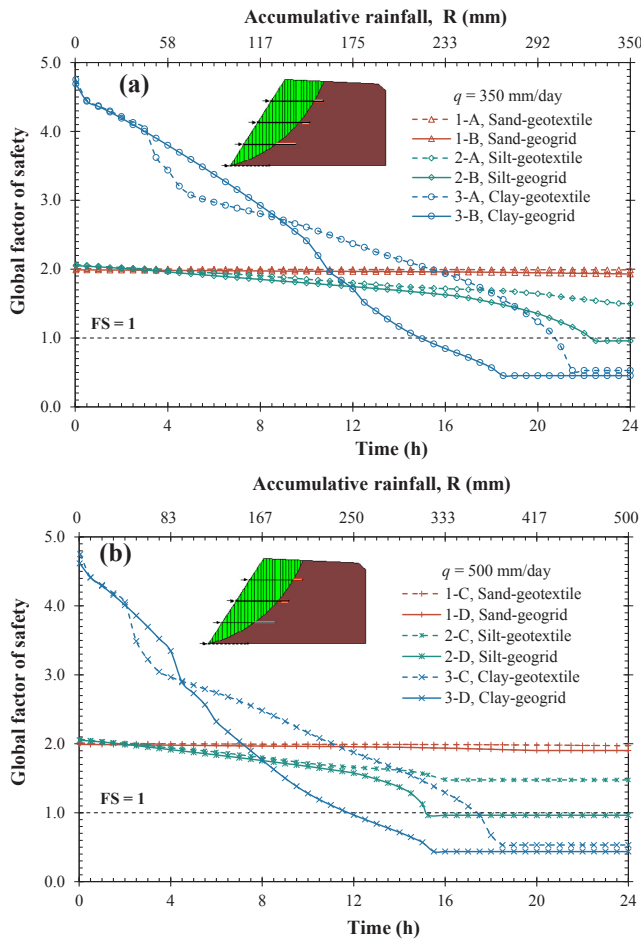 Accumulative rainfall, R (mm)
0 58 117 175 233 292 350
5.0
4.0
3.0
2.0
1.0
0.0
Global factor of safety
(a)
q = 350 mm/day
1-A, Sand-geotextile
1-B, Sand-geogrid
2-A, Silt-geotextile
2-B, Silt-geogrid
3-A, Clay-geotextile
3-B, Clay-geogrid
FS = 1
0 4 8 12 16 20 24
Time (h)
Accumulative rainfall, R (mm)
0 83 167 250 333 417 500
5.0
4.0
3.0
2.0
1.0
0.0
Global factor of safety
(b)
q = 500 mm/day
1-C, Sand-geotextile
1-D, Sand-geogrid
2-C, Silt-geotextile
2-D, Silt-geogrid
3-C, Clay-geotextile
3-D, Clay-geogrid
FS = 1
0 4 8 12 16 20 24
Time (h)